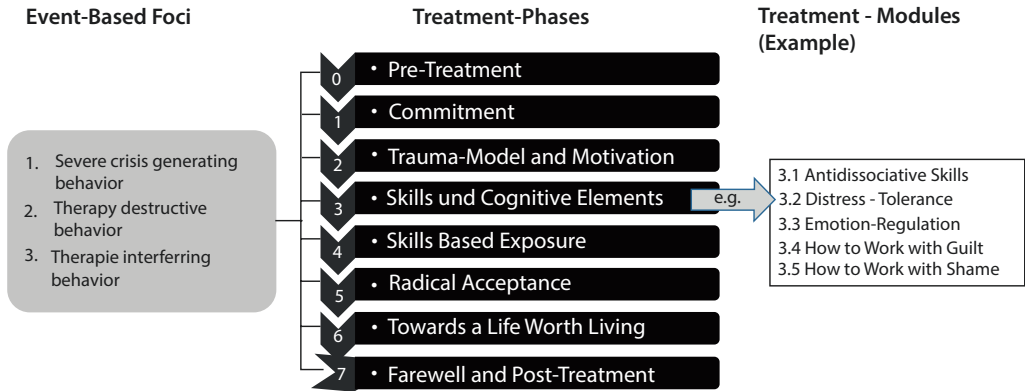 Event-Based Foci
Treatment-Phases
Treatment - Modules
(Example)
1. Severe crisis generating
behavior
2. Therapy destructive
behavior
3. Therapie interferring
behavior
0 • Pre-Treatment
1 • Commitment
2 • Trauma-Model and Motivation
3 • Skills und Cognitive Elements
4 • Skills Based Exposure
5 • Radical Acceptance
6 • Towards a Life Worth Living
7 • Farewell and Post-Treatment
e.g.
3.1 Antidissociative Skills
3.2 Distress - Tolerance
3.3 Emotion-Regulation
3.4 How to Work with Guilt
3.5 How to Work with Shame